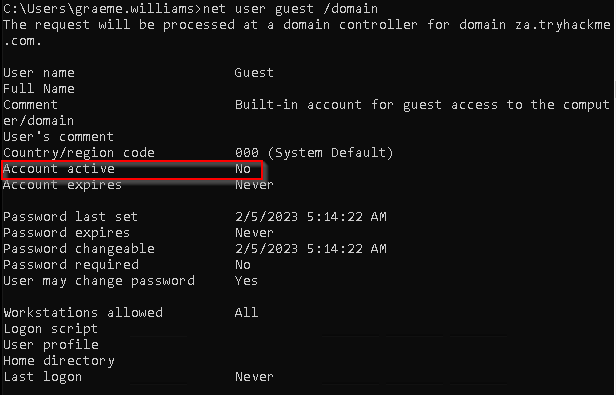 C:\Users\graeme.williams>net user guest /domain
The request will be processed at a domain controller for domain za.tryhackme
.com.
User name Guest
Full Name
Comment Built-in account for guest access to the comput
er/domain
User's comment
Country/region code 000 (System Default)
Account active No
Account expires Never
Password last set 2/5/2023 5:14:22 AM
Password expires Never
Password changeable 2/5/2023 5:14:22 AM
Password required No
User may change password Yes
Workstations allowed All
Logon script
User profile
Home directory
Last logon Never